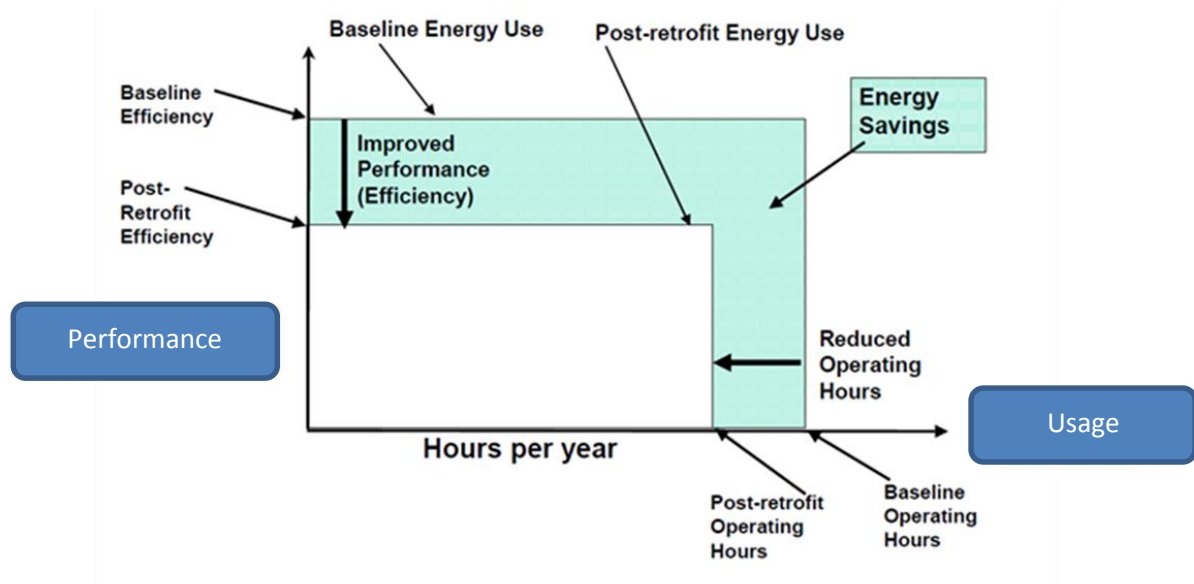 Baseline Energy Use
Post-retrofit Energy Use
Baseline
Efficiency
Energy
Savings
Improved
Performance
(Efficiency)
Post-
Retrofit
Efficiency
Performance
Reduced
Operating
Hours
Usage
Hours per year
Post-retrofit
Operating
Hours
Baseline
Operating
Hours